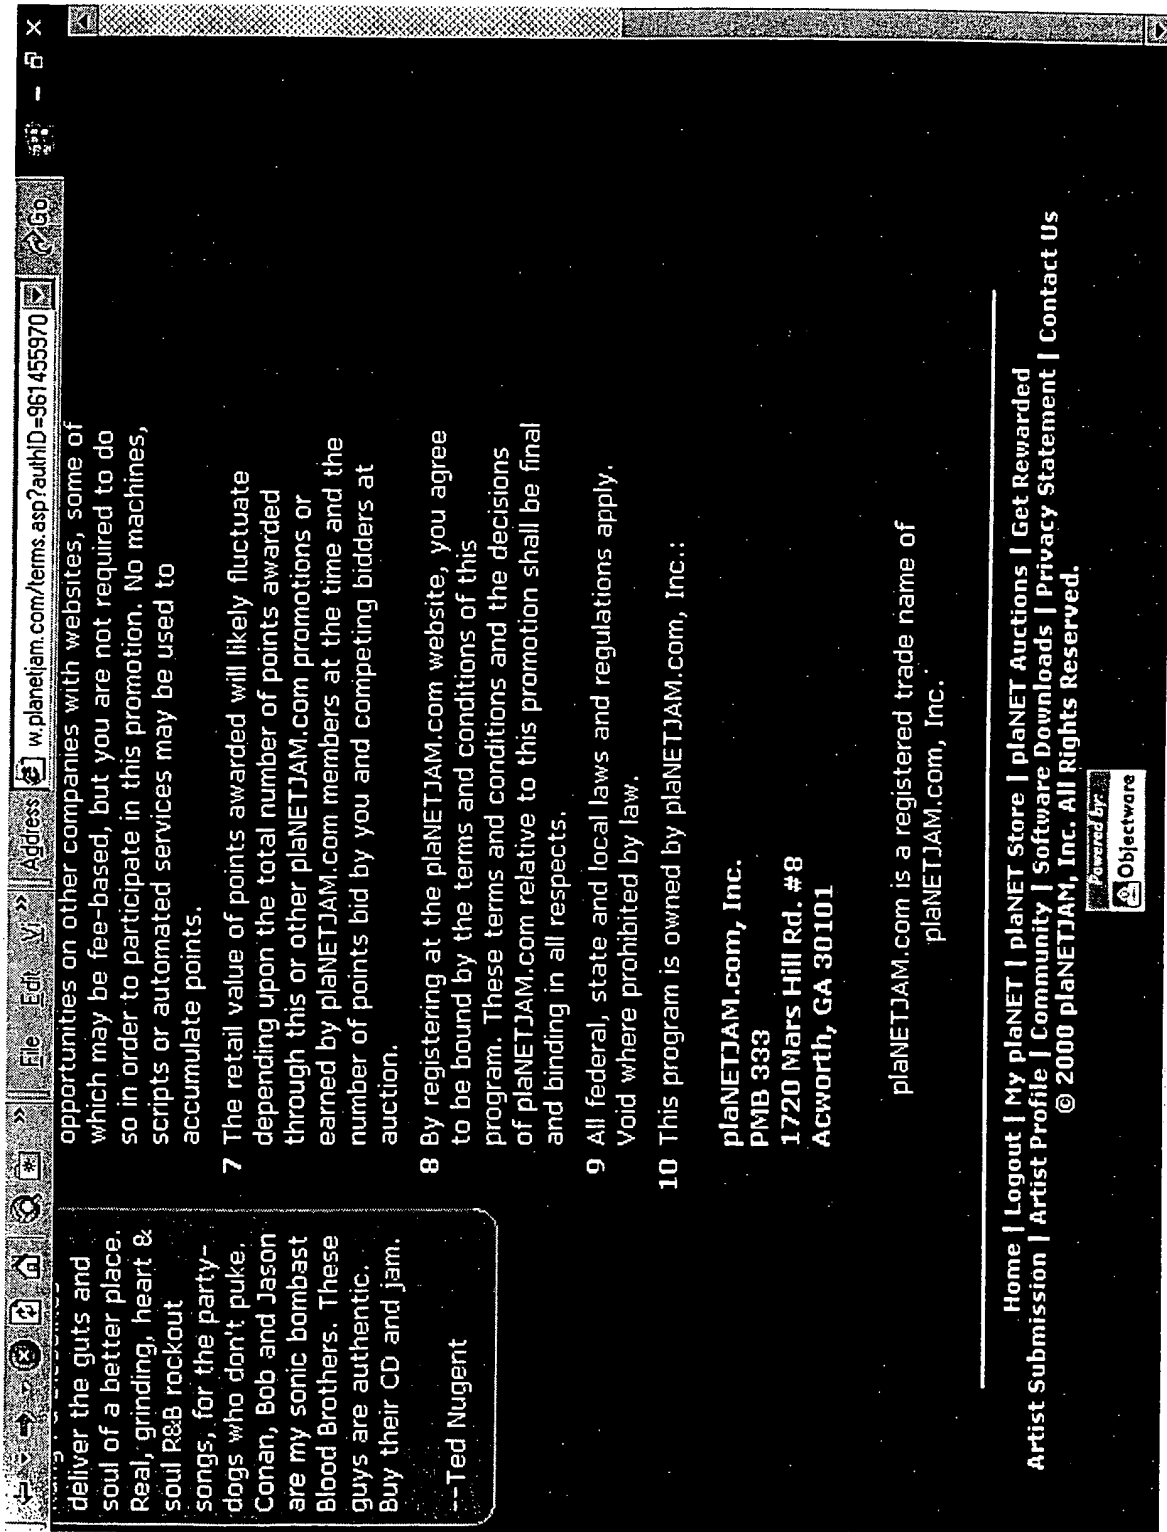 File Edit Vi » Address w.planetjam.com/terms.asp?authID=961455970 Go
deliver the guts and
soul of a better place.
Real, grinding, heart &
soul R&B rockout
songs, for the party-
dogs who don't puke.
Conan, Bob and Jason
are my sonic bombast
Blood Brothers. These
guys are authentic.
Buy their CD and jam.
--Ted Nugent
opportunities on other companies with websites, some of
which may be fee-based, but you are not required to do
so in order to participate in this promotion. No machines,
scripts or automated services may be used to
accumulate points.
7 The retail value of points awarded will likely fluctuate
depending upon the total number of points awarded
through this or other plaNETJAM.com promotions or
earned by plaNETJAM.com members at the time and the
number of points bid by you and competing bidders at
auction.
8 By registering at the plaNETJAM.com website, you agree
to be bound by the terms and conditions of this
program. These terms and conditions and the decisions
of plaNETJAM.com relative to this promotion shall be final
and binding in all respects.
9 All federal, state and local laws and regulations apply.
Void where prohibited by law.
10 This program is owned by plaNETJAM.com, Inc.:
plaNETJAM.com, Inc.
PMB 333
1720 Mars Hill Rd. #8
Acworth, GA 30101
plaNETJAM.com is a registered trade name of
plaNETJAM.com, Inc.
Home | Logout | My plaNET | plaNET Store | plaNET Auctions | Get Rewarded
Artist Submission | Artist Profile | Community | Software Downloads | Privacy Statement | Contact Us
© 2000 plaNETJAM, Inc. All Rights Reserved.
Powered by:
Objectware